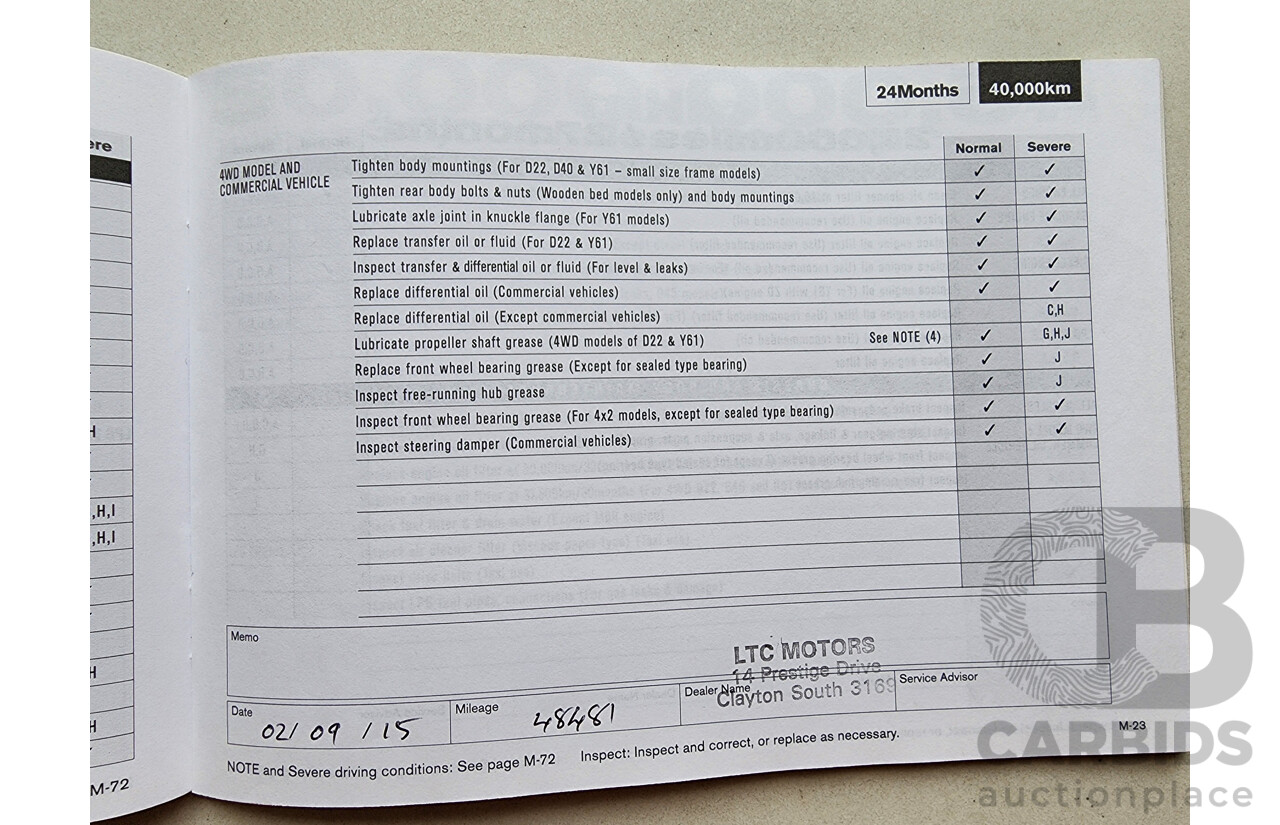 24Months 40,000km
ere
Normal Severe
4WD MODEL AND
COMMERCIAL VEHICLE
Tighten body mountings (For D22, D40 & Y61 – small size frame models) ✓ ✓
Tighten rear body bolts & nuts (Wooden bed models only) and body mountings ✓ ✓
Lubricate axle joint in knuckle flange (For Y61 models) ✓ ✓
Replace transfer oil or fluid (For D22 & Y61) ✓ ✓
Inspect transfer & differential oil or fluid (For level & leaks) ✓ ✓
Replace differential oil (Commercial vehicles) ✓ ✓
Replace differential oil (Except commercial vehicles) C,H
Lubricate propeller shaft grease (4WD models of D22 & Y61) See NOTE (4) ✓ G,H,J
Replace front wheel bearing grease (Except for sealed type bearing) ✓ J
Inspect free-running hub grease ✓ J
Inspect front wheel bearing grease (For 4x2 models, except for sealed type bearing) ✓ ✓
Inspect steering damper (Commercial vehicles) ✓ ✓
H
,H,I
,H,I
H
H
M-72
Memo
LTC MOTORS
14 Prestige Drive
Clayton South 3169
Date 02/09/15
Mileage 48481
Dealer Name
Service Advisor
NOTE and Severe driving conditions: See page M-72 Inspect: Inspect and correct, or replace as necessary.
M-23
CB
CARBIDS
auctionplace